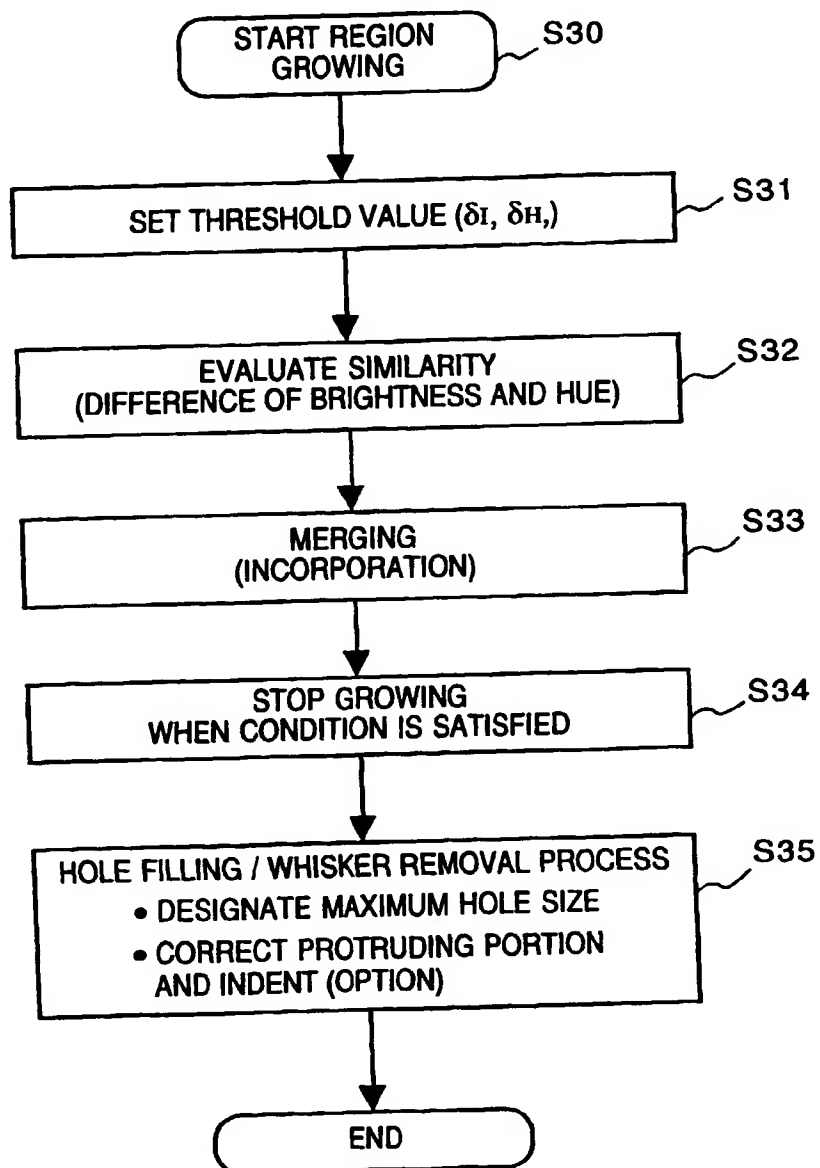 START REGION
GROWING
S30
SET THRESHOLD VALUE (δI, δH,)
S31
EVALUATE SIMILARITY
(DIFFERENCE OF BRIGHTNESS AND HUE)
S32
MERGING
(INCORPORATION)
S33
STOP GROWING
WHEN CONDITION IS SATISFIED
S34
HOLE FILLING / WHISKER REMOVAL PROCESS
• DESIGNATE MAXIMUM HOLE SIZE
• CORRECT PROTRUDING PORTION
AND INDENT (OPTION)
S35
END